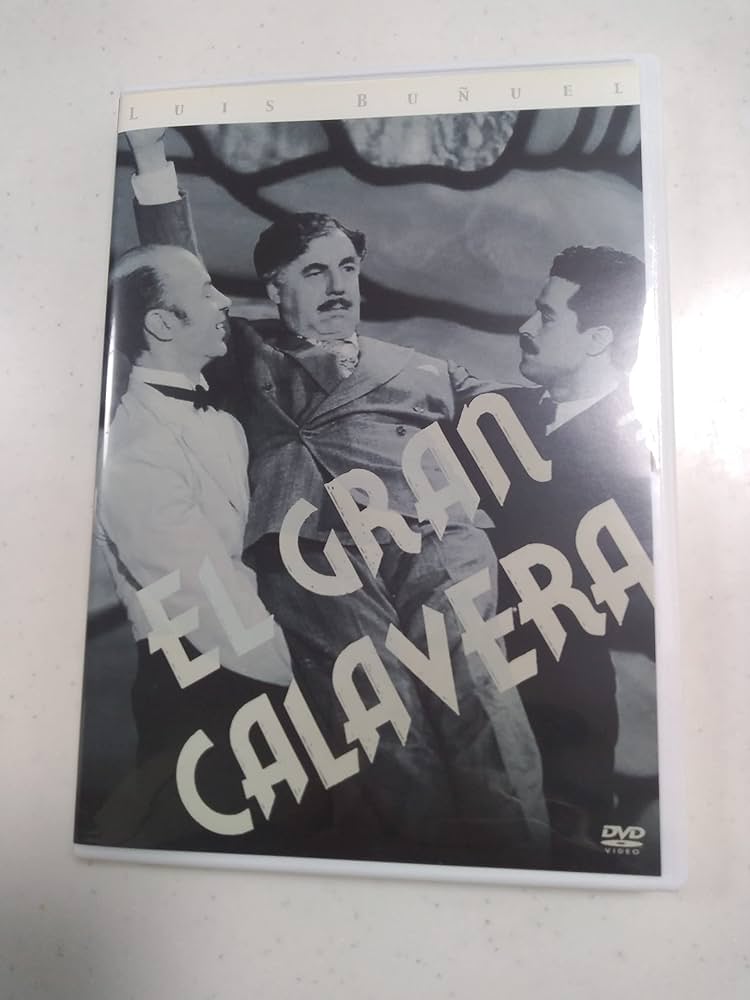 LUIS BUÑUEL
EL GRAN
CALAVERA
DVD
VIDEO